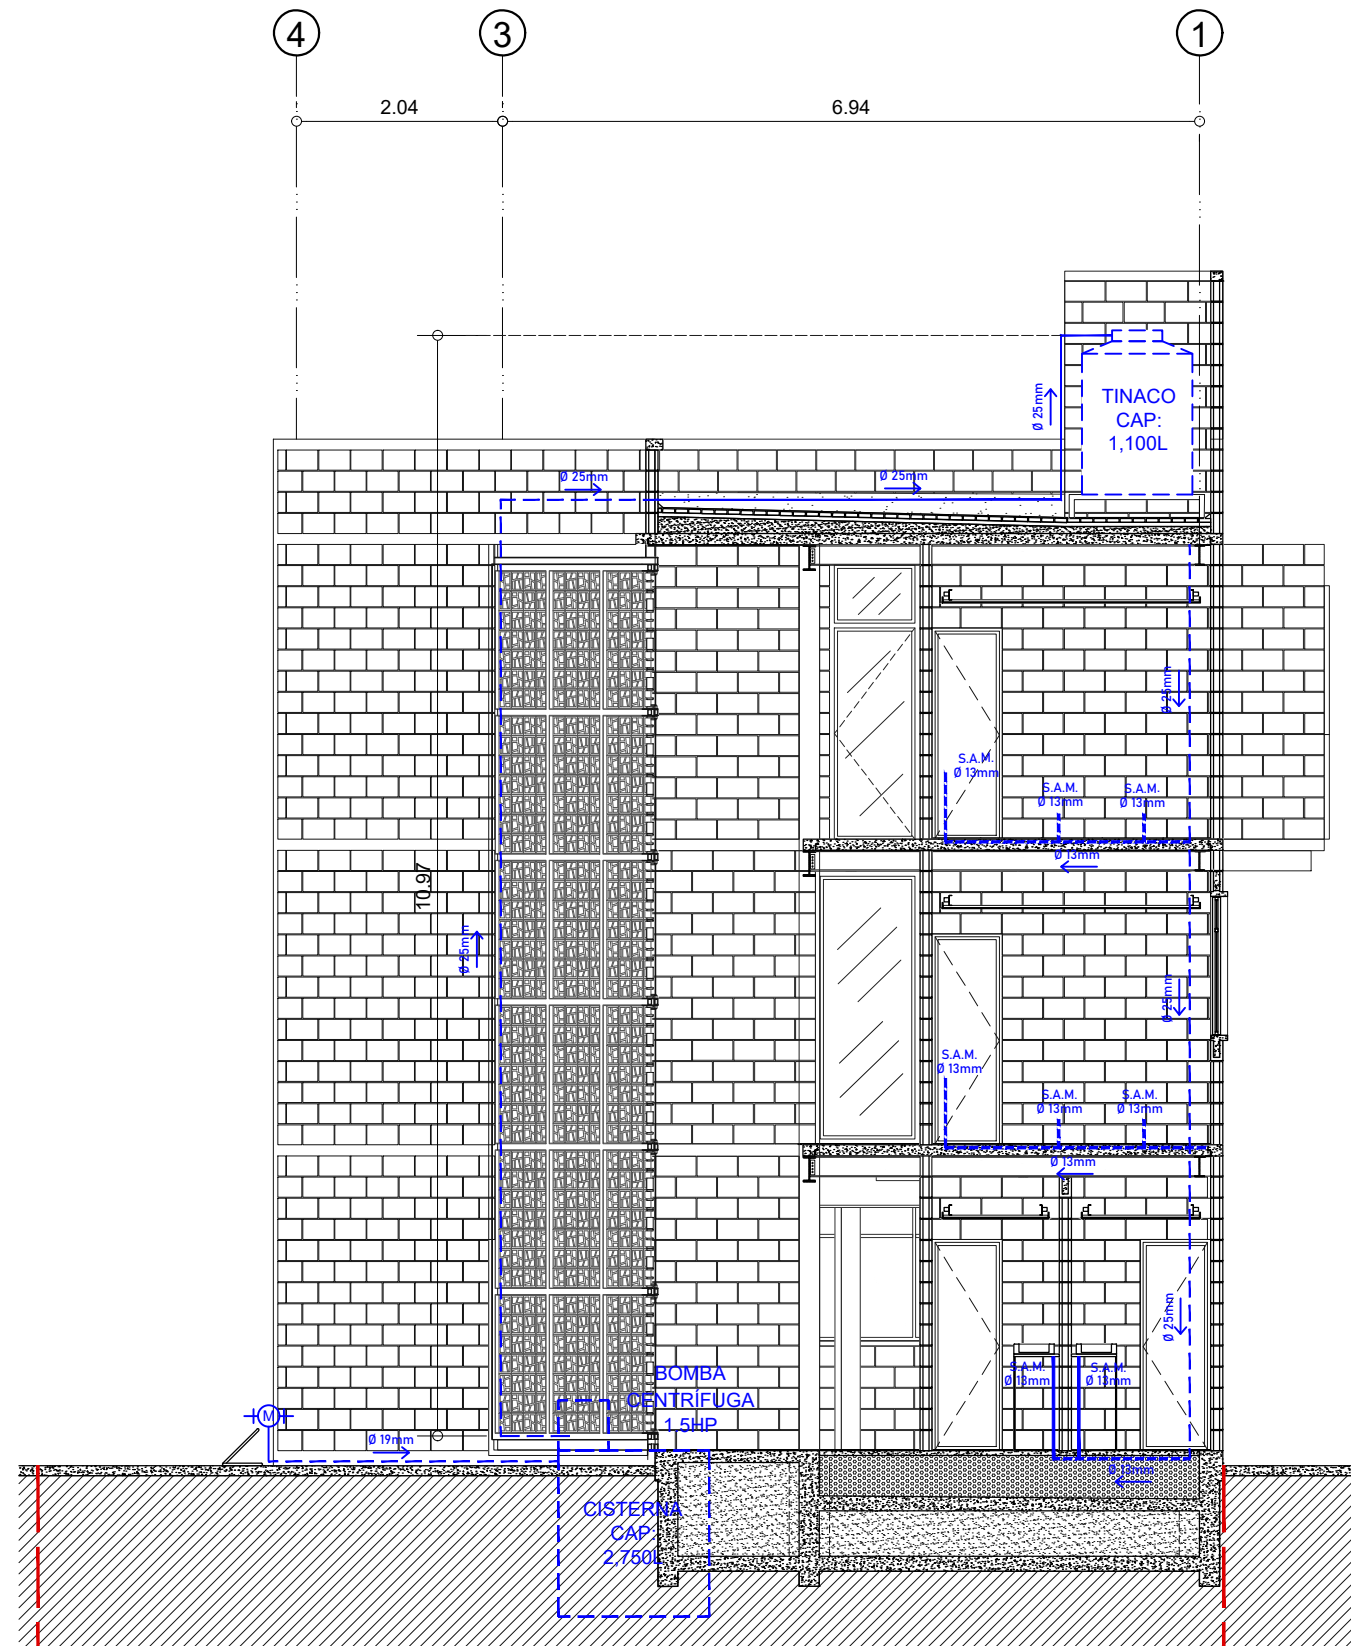 4
3
1
2.04
6.94
TINACO
CAP:
1,100L
Ø 25mm
Ø 25mm
Ø 25mm
Ø 25mm
S.A.M.
Ø 13mm
S.A.M.
Ø 13mm
S.A.M.
Ø 13mm
Ø 13mm
10.97
Ø 25mm
Ø 25mm
S.A.M.
Ø 13mm
S.A.M.
Ø 13mm
S.A.M.
Ø 13mm
Ø 13mm
Ø 25mm
BOMBA
CENTRÍFUGA
1.5HP
S.A.M.
Ø 13mm
S.A.M.
Ø 13mm
M
Ø 19mm
Ø 13mm
CISTERNA
CAP:
2,750L